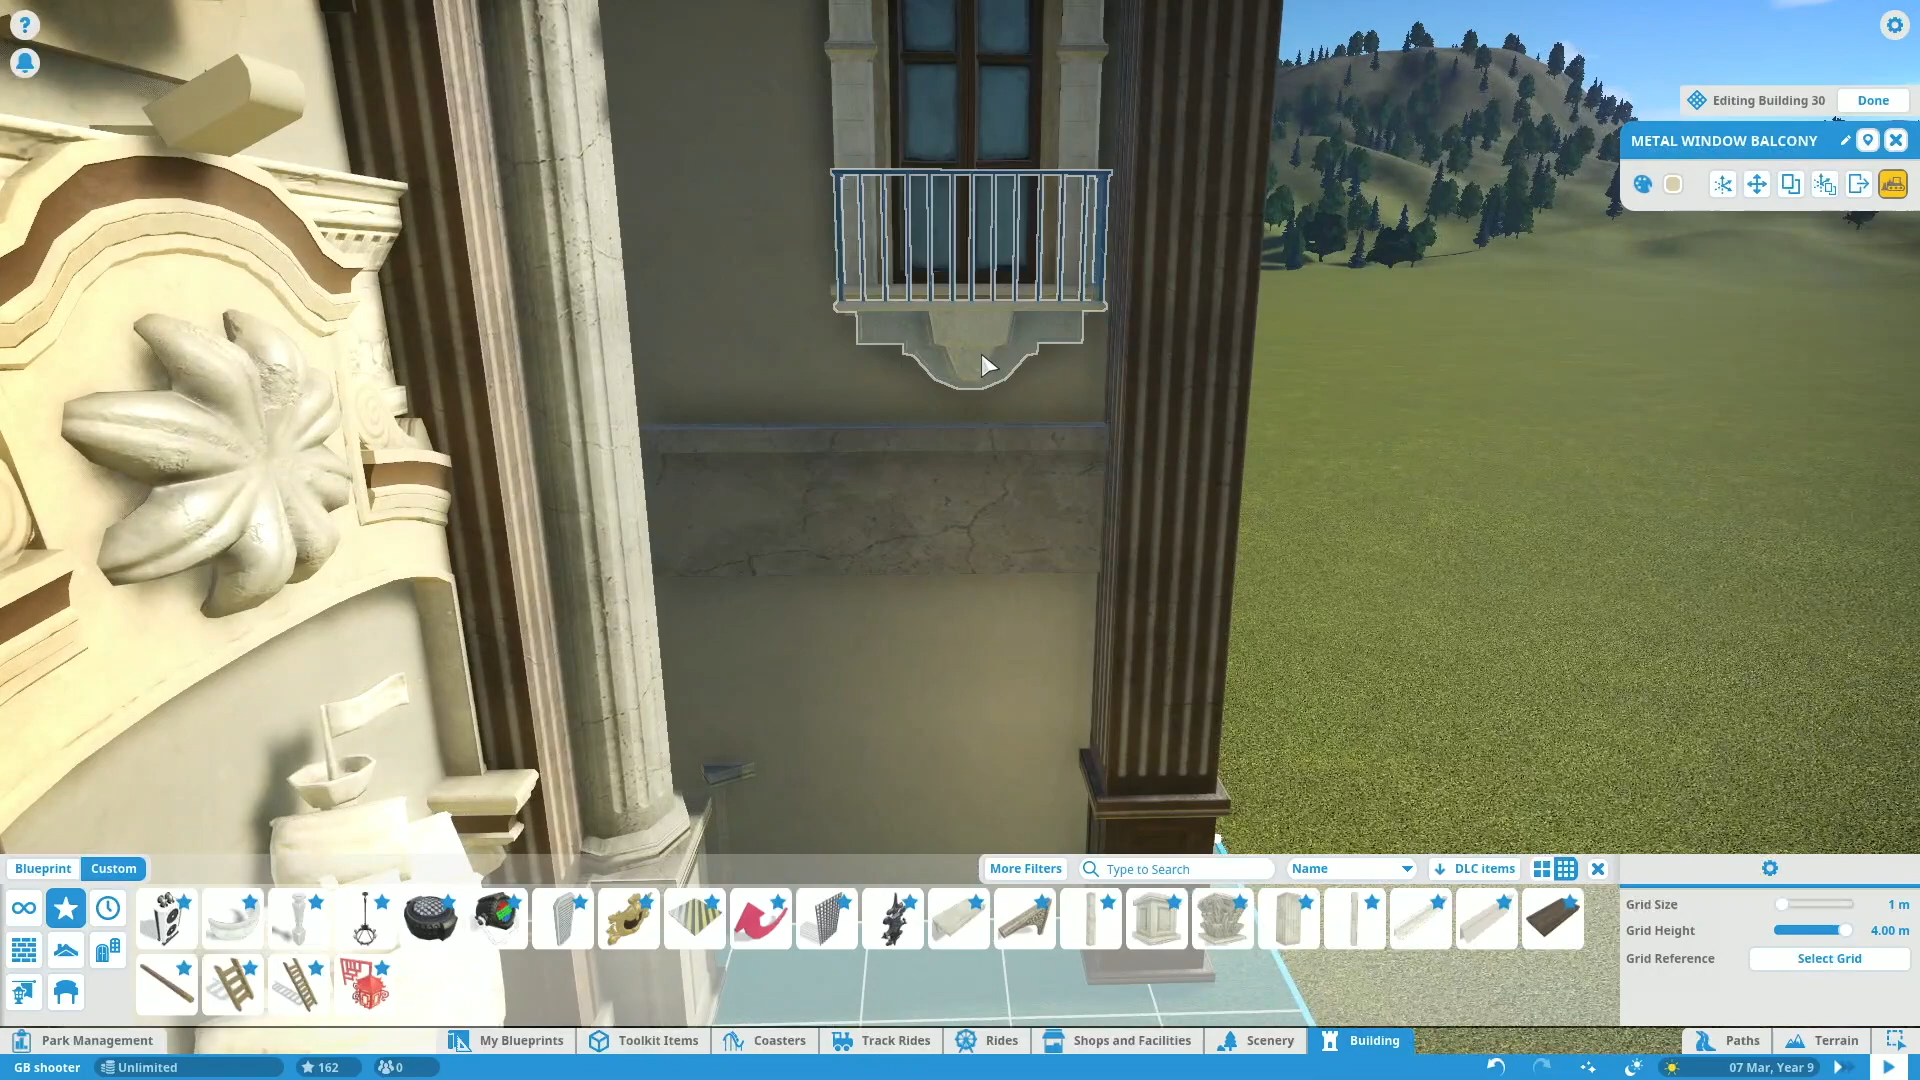 ?
Editing Building 30 Done
METAL WINDOW BALCONY
Blueprint Custom More Filters Type to Search Name DLC items
Grid Size 1 m
Grid Height 4.00 m
Grid Reference Select Grid
Park Management My Blueprints Toolkit Items Coasters Track Rides Rides Shops and Facilities Scenery Building Paths Terrain
GB shooter Unlimited 162 0 07 Mar, Year 9